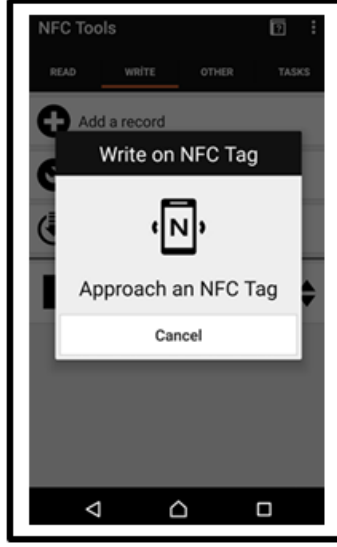 NFC Tools
READ WRITE OTHER TASKS
Add a record
Write on NFC Tag
N
Approach an NFC Tag
Cancel